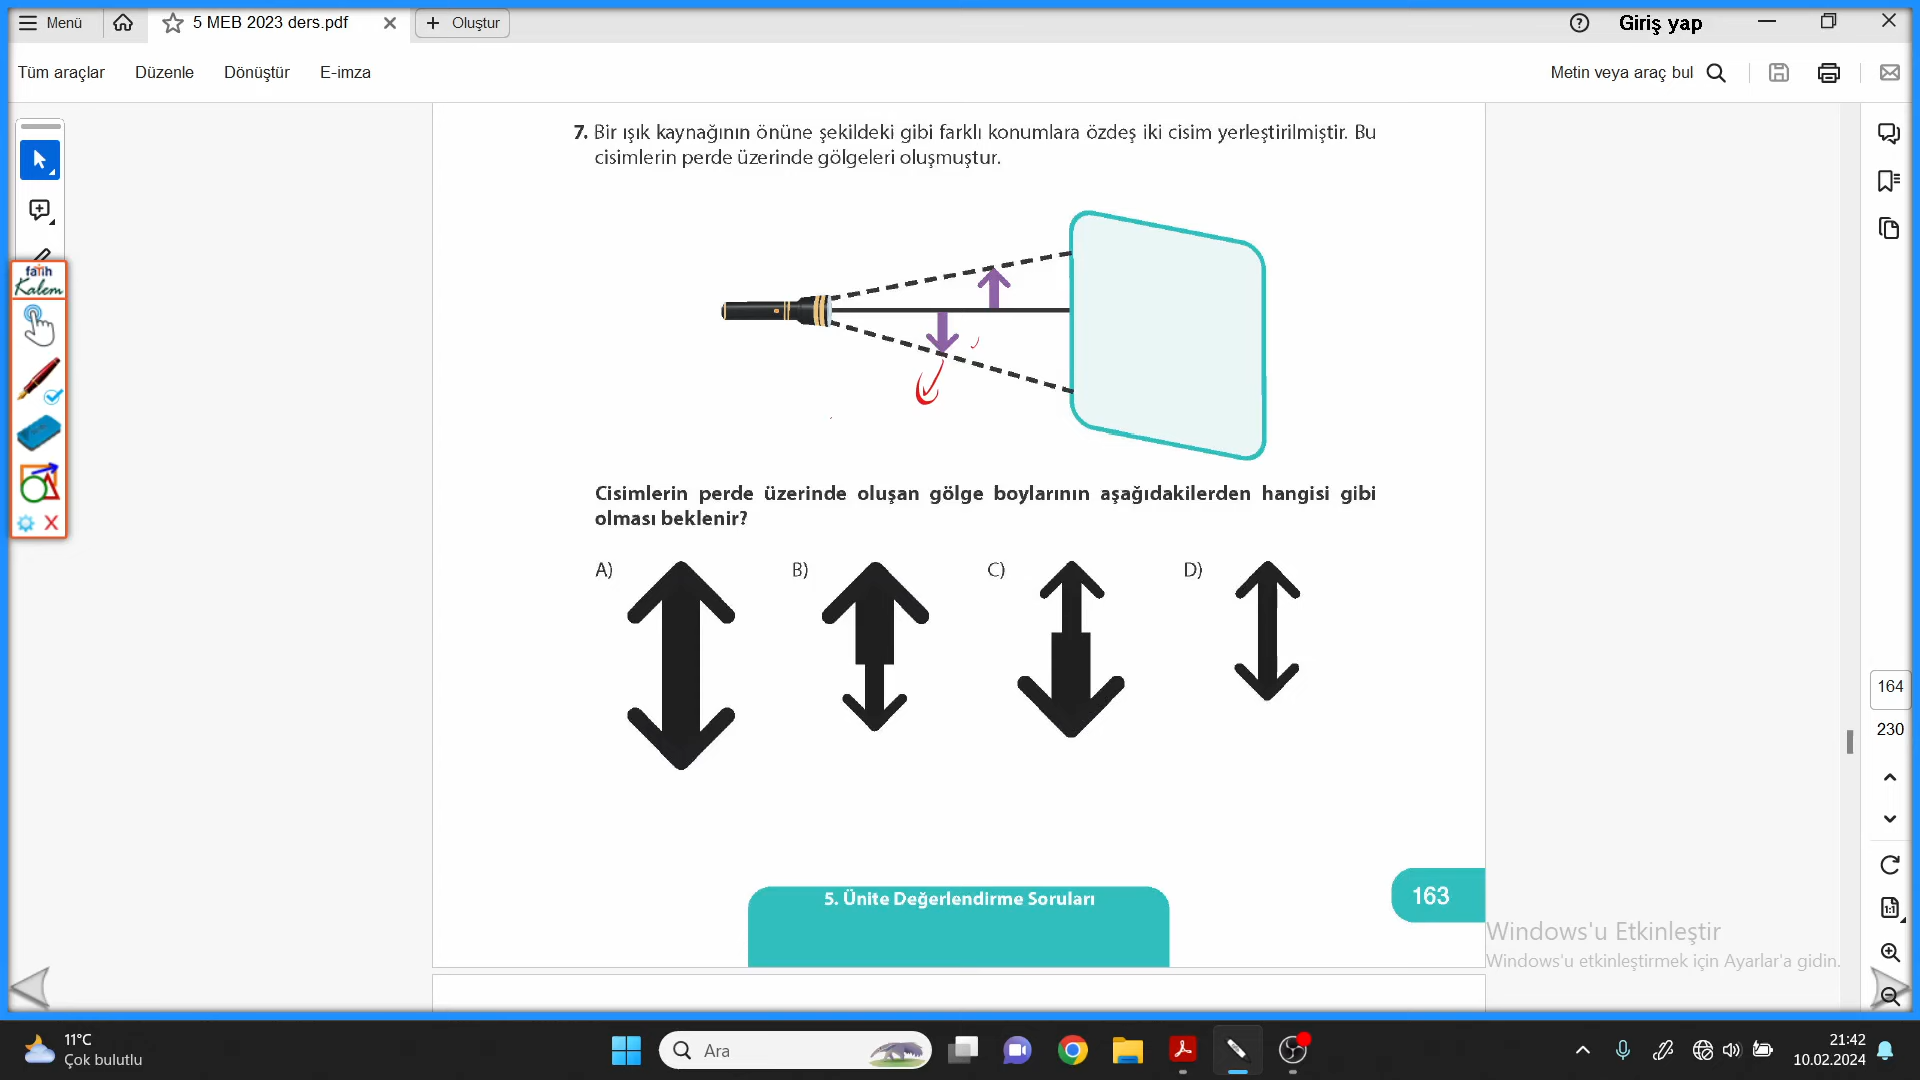 Menü
5 MEB 2023 ders.pdf
+ Oluştur
Giriş yap
Tüm araçlar
Düzenle
Dönüştür
E-imza
Metin veya araç bul
7. Bir ışık kaynağının önüne şekildeki gibi farklı konumlara özdeş iki cisim yerleştirilmiştir. Bu
cisimlerin perde üzerinde gölgeleri oluşmuştur.
fatih
Kalem
Cisimlerin perde üzerinde oluşan gölge boylarının aşağıdakilerden hangisi gibi
olması beklenir?
A)
B)
C)
D)
164
230
5. Ünite Değerlendirme Soruları
163
Windows'u Etkinleştir
Windows'u etkinleştirmek için Ayarlar'a gidin.
11°C
Çok bulutlu
Ara
21:42
10.02.2024